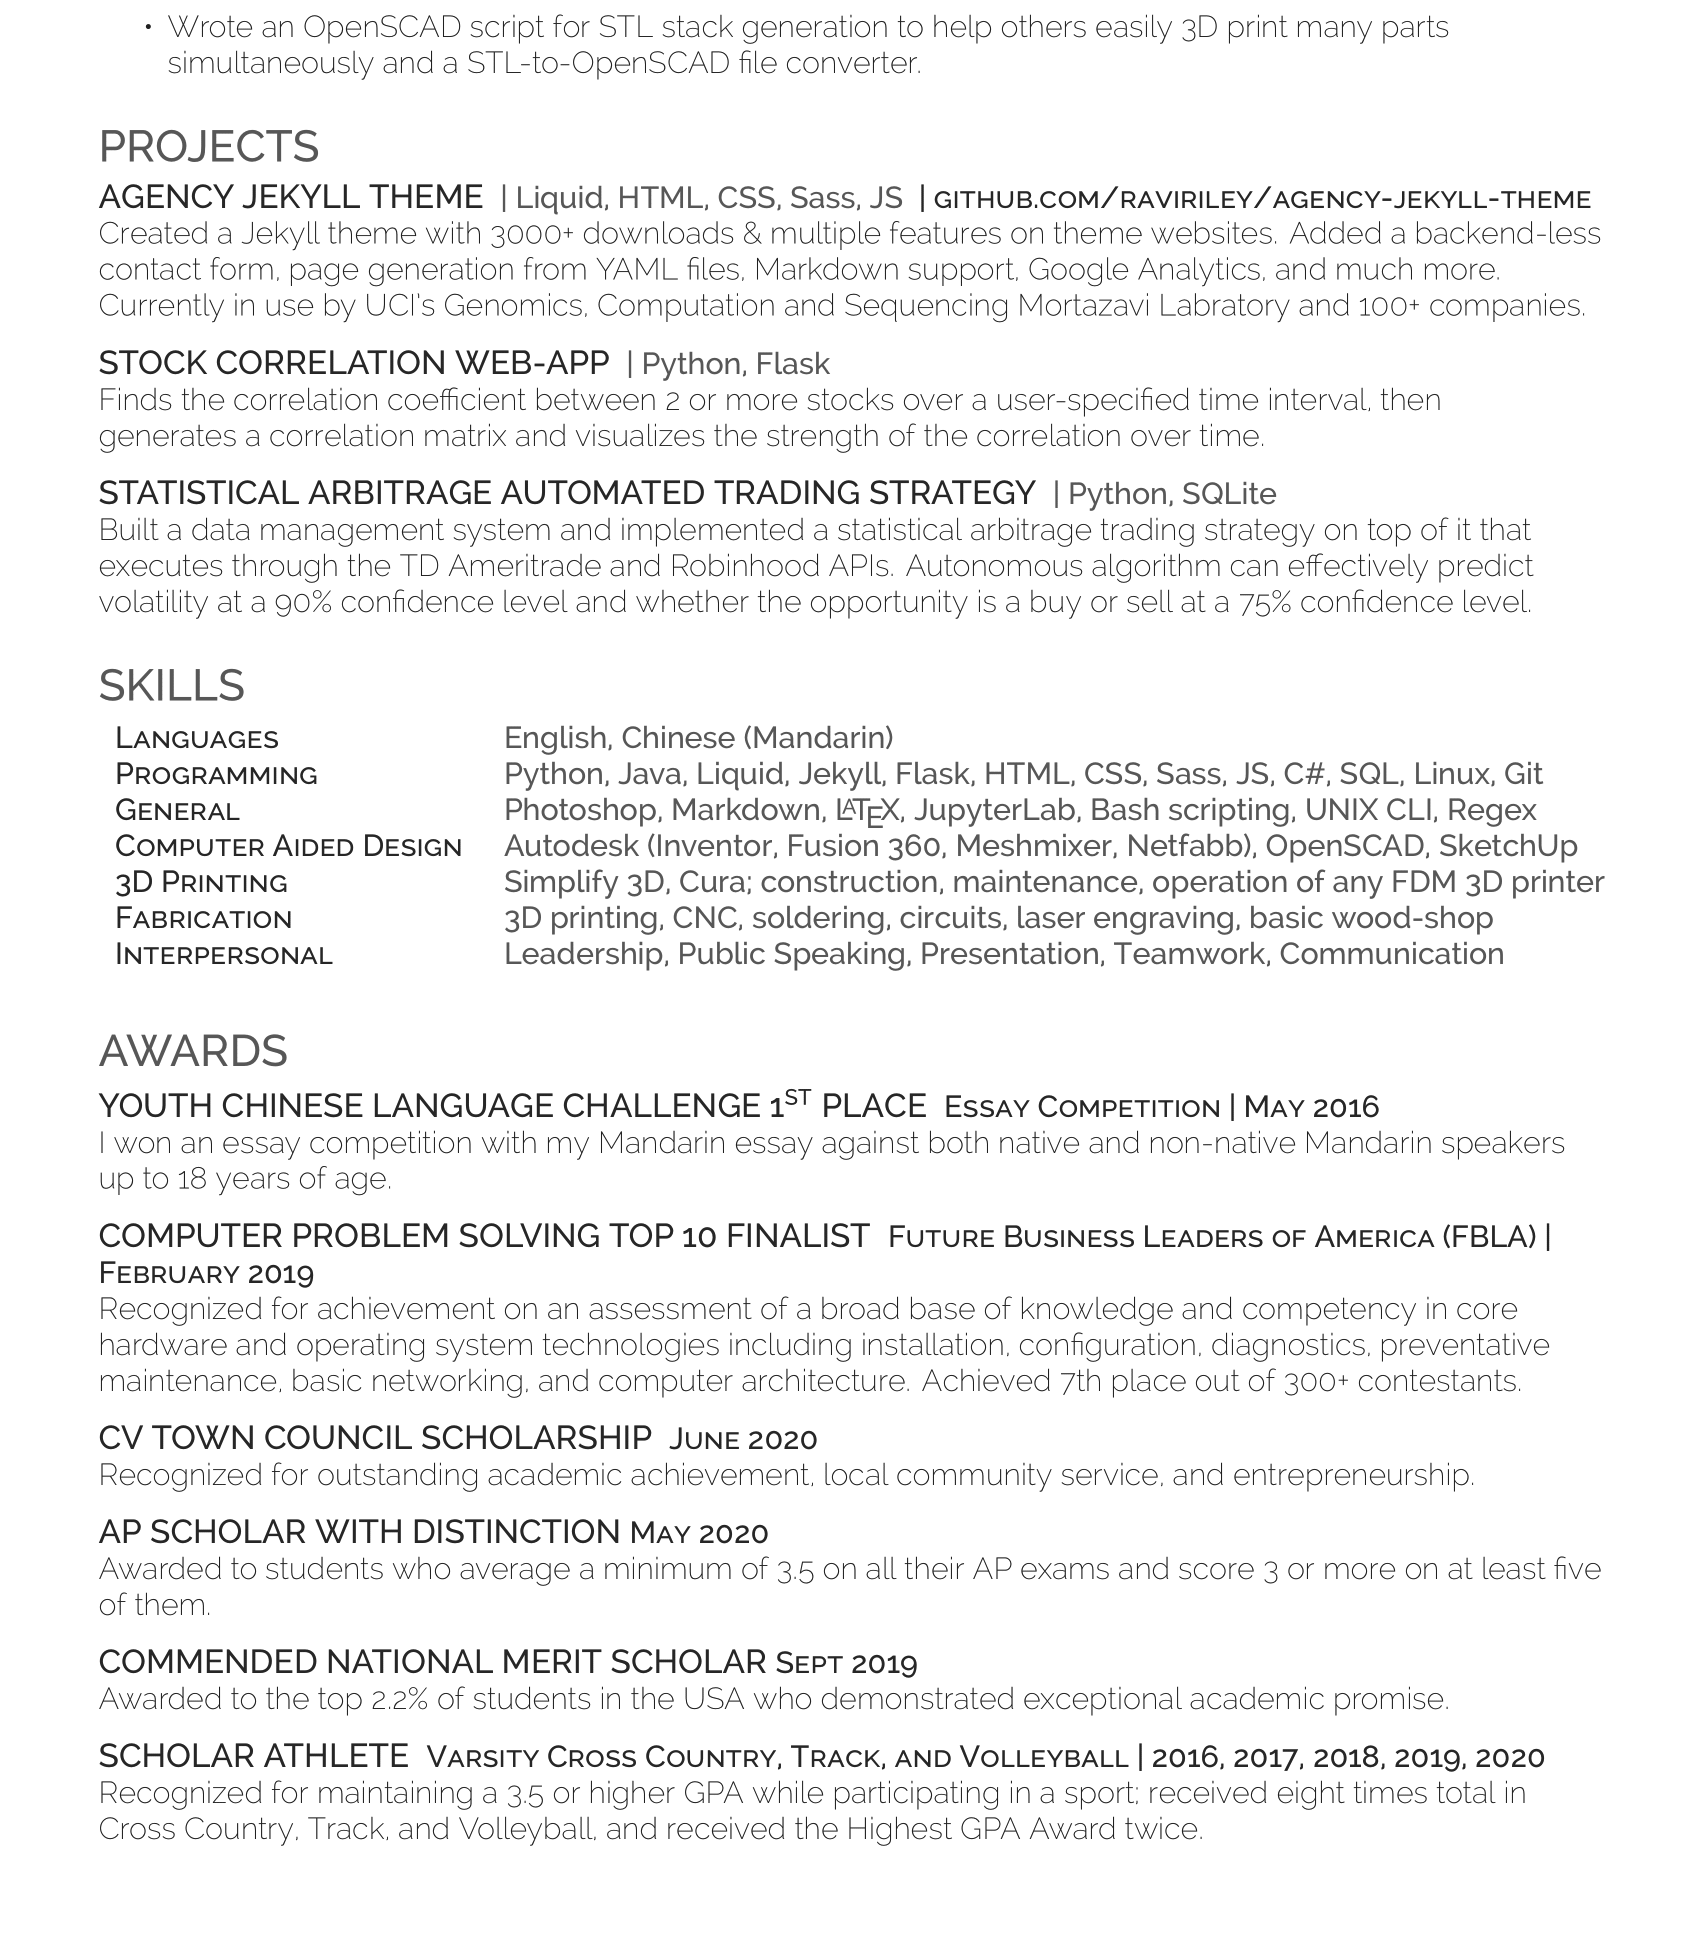 • Wrote an OpenSCAD script for STL stack generation to help others easily 3D print many parts
simultaneously and a STL-to-OpenSCAD file converter.
PROJECTS
AGENCY JEKYLL THEME | Liquid, HTML, CSS, Sass, JS | GITHUB.COM/RAVIRILEY/AGENCY-JEKYLL-THEME
Created a Jekyll theme with 3000+ downloads & multiple features on theme websites. Added a backend-less
contact form, page generation from YAML files, Markdown support, Google Analytics, and much more.
Currently in use by UCI's Genomics, Computation and Sequencing Mortazavi Labratory and 100+ companies.
STOCK CORRELATION WEB-APP | Python, Flask
Finds the correlation coefficient between 2 or more stocks over a user-specified time interval, then
generates a correlation matrix and visualizes the strength of the correlation over time.
STATISTICAL ARBITRAGE AUTOMATED TRADING STRATEGY | Python, SQLite
Built a data management system and implemented a statistical arbitrage trading strategy on top of it that
executes through the TD Ameritrade and Robinhood APIs. Autonomous algorithm can effectively predict
volatility at a 90% confidence level and whether the opportunity is a buy or sell at a 75% confidence level.
SKILLS
LANGUAGES English, Chinese (Mandarin)
PROGRAMMING Python, Java, Liquid, Jekyll, Flask, HTML, CSS, Sass, JS, C#, SQL, Linux, Git
GENERAL Photoshop, Markdown, LATEX, JupyterLab, Bash scripting, UNIX CLI, Regex
COMPUTER AIDED DESIGN Autodesk (Inventor, Fusion 360, Meshmixer, Netfabb), OpenSCAD, SketchUp
3D PRINTING Simplify 3D, Cura; construction, maintenance, operation of any FDM 3D printer
FABRICATION 3D printing, CNC, soldering, circuits, laser engraving, basic wood-shop
INTERPERSONAL Leadership, Public Speaking, Presentation, Teamwork, Communication
AWARDS
YOUTH CHINESE LANGUAGE CHALLENGE 1ST PLACE ESSAY COMPETITION | MAY 2016
I won an essay competition with my Mandarin essay against both native and non-native Mandarin speakers
up to 18 years of age.
COMPUTER PROBLEM SOLVING TOP 10 FINALIST FUTURE BUSINESS LEADERS OF AMERICA (FBLA) |
FEBRUARY 2019
Recognized for achievement on an assessment of a broad base of knowledge and competency in core
hardware and operating system technologies including installation, configuration, diagnostics, preventative
maintenance, basic networking, and computer architecture. Achieved 7th place out of 300+ contestants.
CV TOWN COUNCIL SCHOLARSHIP JUNE 2020
Recognized for outstanding academic achievement, local community service, and entrepreneurship.
AP SCHOLAR WITH DISTINCTION MAY 2020
Awarded to students who average a minimum of 3.5 on all their AP exams and score 3 or more on at least five
of them.
COMMENDED NATIONAL MERIT SCHOLAR SEPT 2019
Awarded to the top 2.2% of students in the USA who demonstrated exceptional academic promise.
SCHOLAR ATHLETE VARSITY CROSS COUNTRY, TRACK, AND VOLLEYBALL | 2016, 2017, 2018, 2019, 2020
Recognized for maintaining a 3.5 or higher GPA while participating in a sport; received eight times total in
Cross Country, Track, and Volleyball, and received the Highest GPA Award twice.